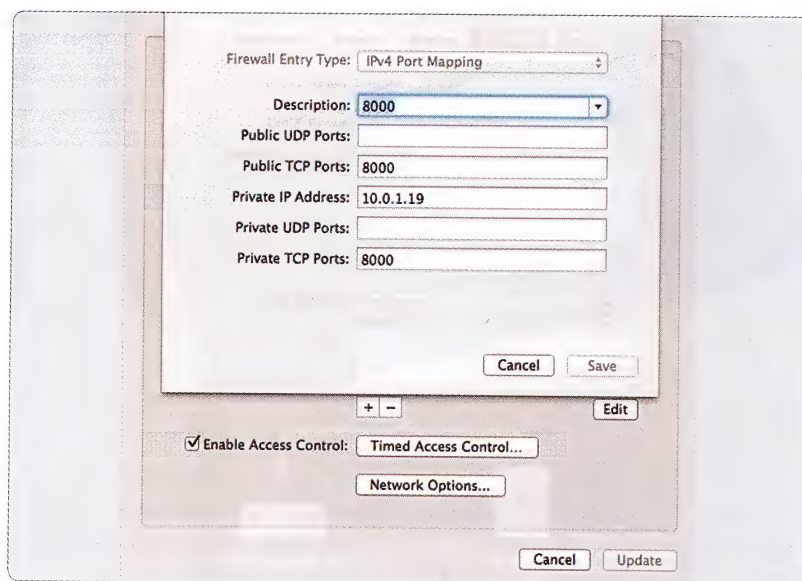 Firewall Entry Type: IPv4 Port Mapping
Description: 8000
Public UDP Ports:
Public TCP Ports: 8000
Private IP Address: 10.0.1.19
Private UDP Ports:
Private TCP Ports: 8000
Cancel Save
+ - Edit
Enable Access Control: Timed Access Control...
Network Options...
Cancel Update